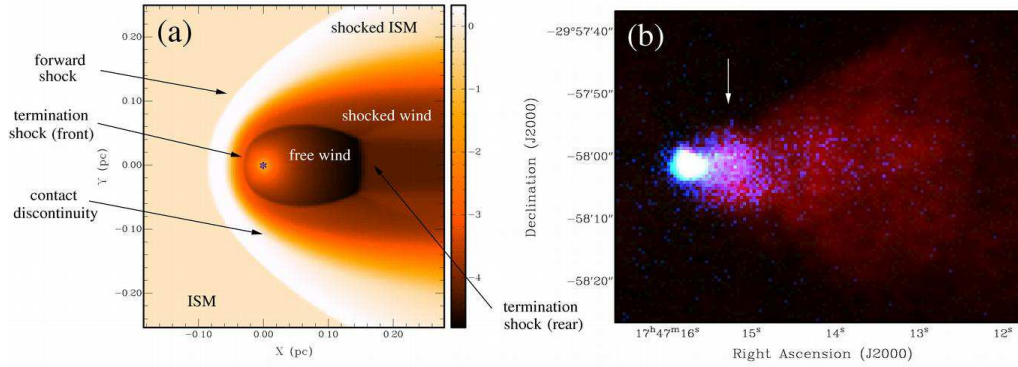 (a)
shocked ISM
forward
shock
termination
shock (front)
contact
discontinuity
shocked wind
free wind
ISM
termination
shock (rear)
0.20
0.10
0.00
-0.10
-0.20
Y (pc)
-0.10
0.00
0.10
0.20
X (pc)
0
-1
-2
-3
-4
(b)
-29°57'40"
-57'50"
-58'00"
-58'10"
-58'20"
Declination (J2000)
17h47m16s
15s
14s
13s
12s
Right Ascension (J2000)